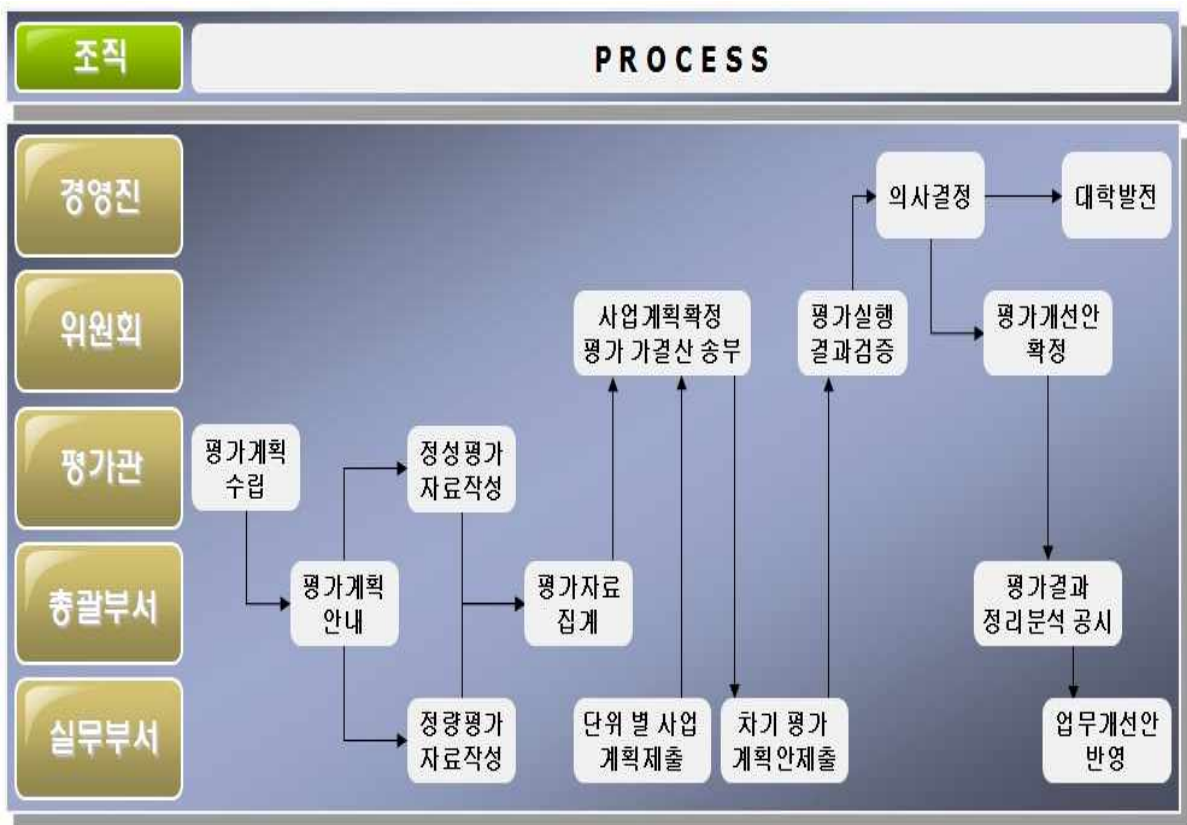 조직
PROCESS
경영진
의사결정
대학발전
위원회
사업계획확정
평가 가결산 송부
평가실행
결과검증
평가개선안
확정
평가관
평가계획
수립
정성평가
자료작성
총괄부서
평가계획
안내
평가자료
집계
평가결과
정리분석 공시
실무부서
정량평가
자료작성
단위 별 사업
계획제출
차기 평가
계획안제출
업무개선안
반영